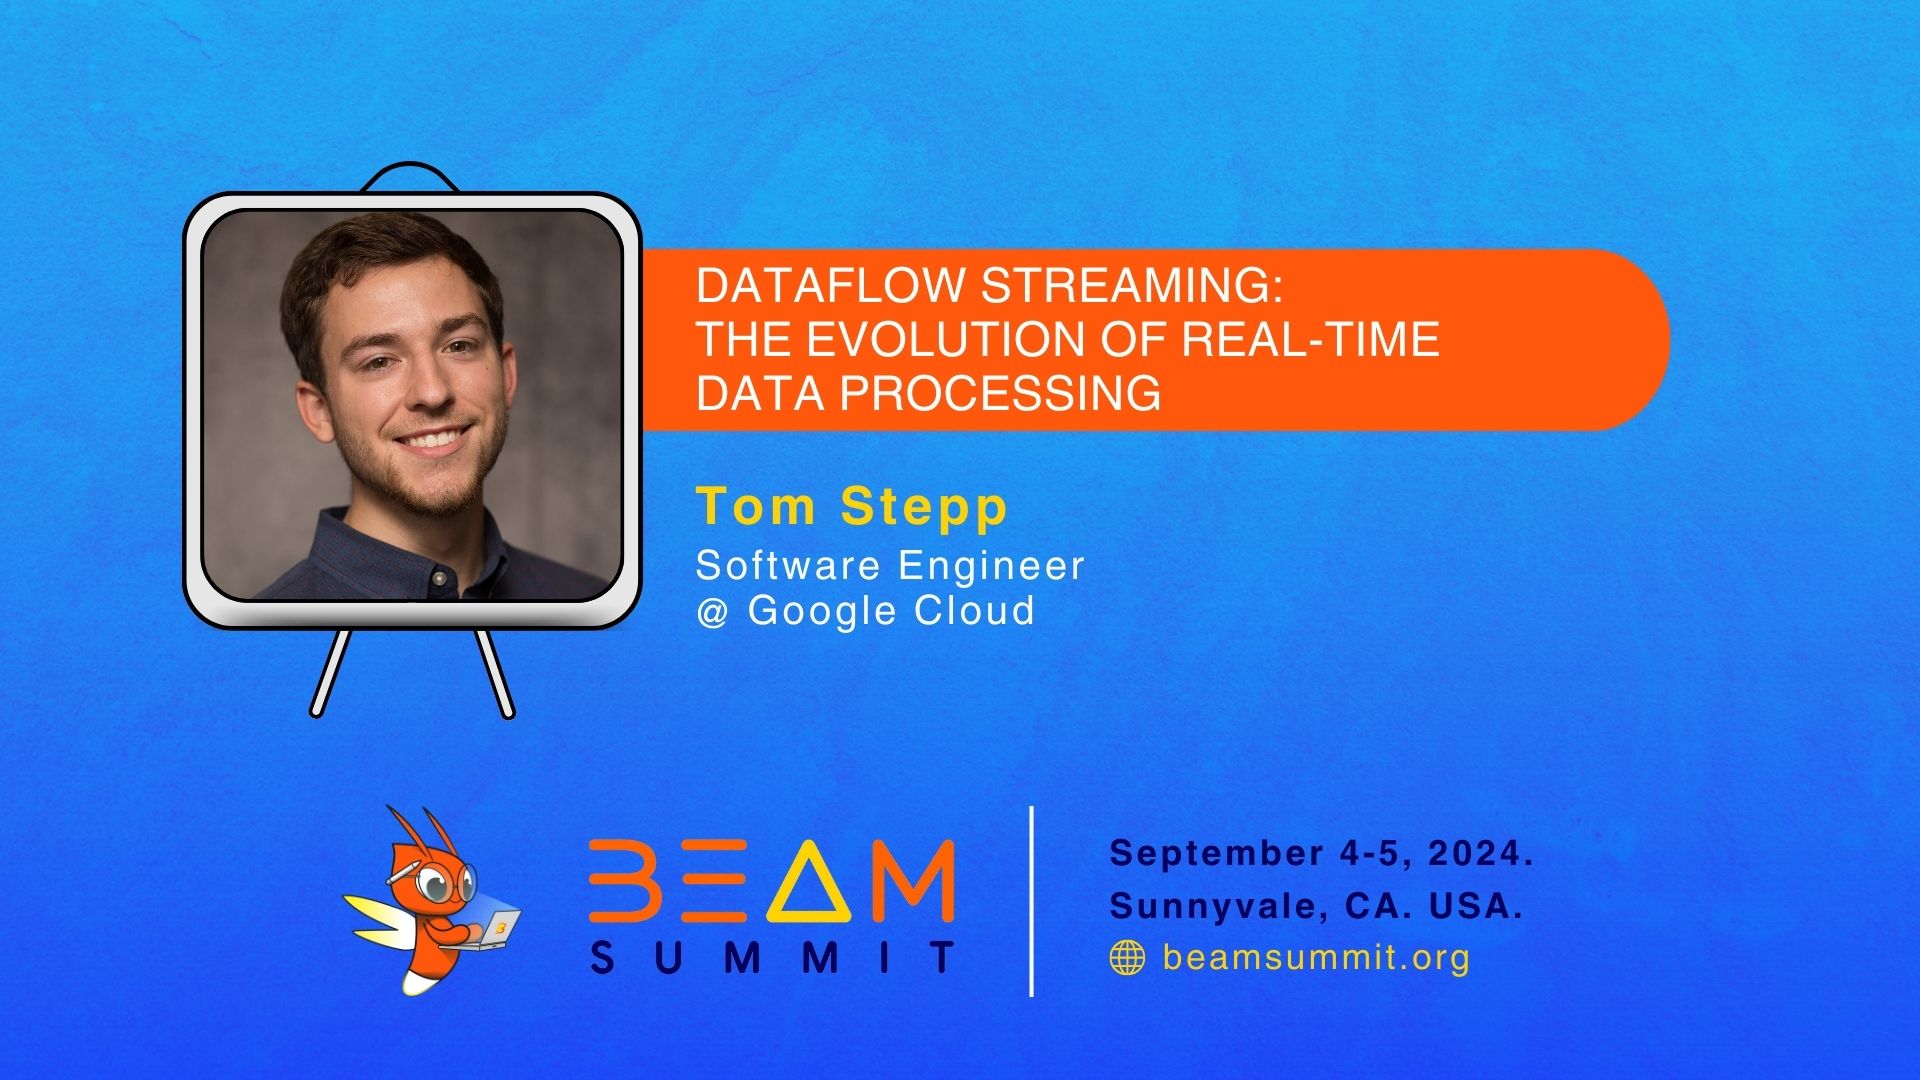 DATAFLOW STREAMING:
THE EVOLUTION OF REAL-TIME
DATA PROCESSING
Tom Stepp
Software Engineer
@ Google Cloud
BEAM
SUMMIT
September 4-5, 2024.
Sunnyvale, CA. USA.
beamsummit.org